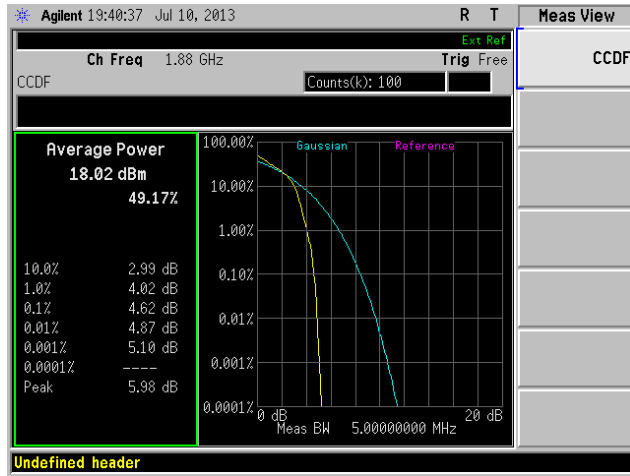 Agilent 19:40:37 Jul 10, 2013 R T
Meas View
Ext Ref
Ch Freq 1.88 GHz Trig Free
CCDF
CCDF Counts(k): 100
Average Power
18.02 dBm
49.17%
10.0% 2.99 dB
1.0% 4.02 dB
0.1% 4.62 dB
0.01% 4.87 dB
0.001% 5.10 dB
0.0001% ----
Peak 5.98 dB
Gaussian Reference
100.00%
10.00%
1.00%
0.10%
0.01%
0.001%
0.0001%
0 dB 20 dB
Meas BW 5.00000000 MHz
Undefined header